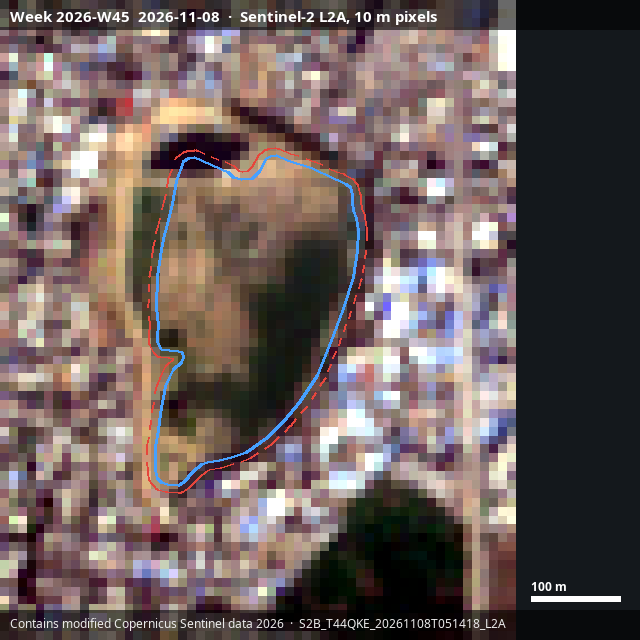 Week 2026-W45  2026-11-08  ·  Sentinel-2 L2A, 10 m pixels
100 m
Contains modified Copernicus Sentinel data 2026  ·  S2B_T44QKE_20261108T051418_L2A